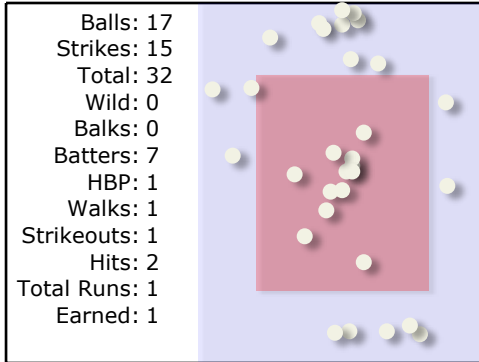 Balls: 17
Strikes: 15
Total: 32
Wild: 0
Balks: 0
Batters: 7
HBP: 1
Walks: 1
Strikeouts: 1
Hits: 2
Total Runs: 1
Earned: 1